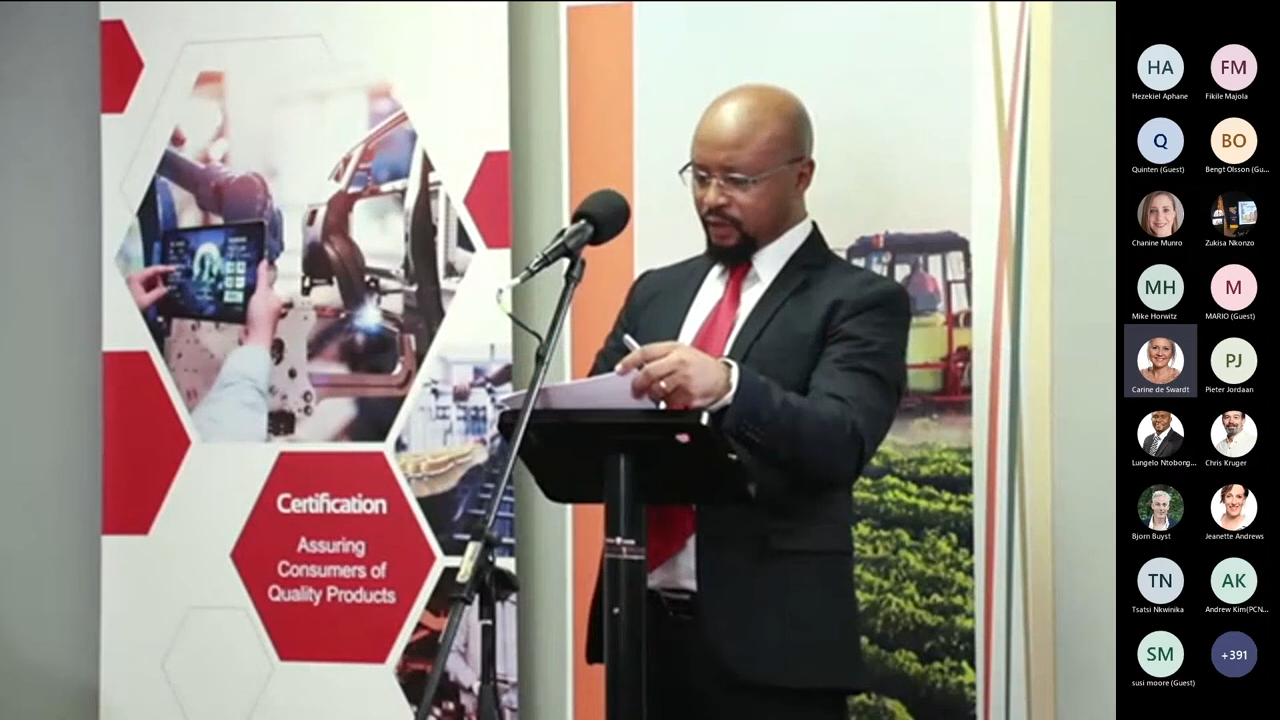 Certification
Assuring
Consumers of
Quality Products
HA
Hezekiel Aphane
FM
Fikile Majola
Q
Quinten (Guest)
BO
Bengt Olsson (Gu...
Chanine Munro
Zukisa Nkonzo
MH
Mike Horwitz
M
MARIO (Guest)
Carine de Swardt
PJ
Pieter Jordaan
Lungelo Ntoborg...
Chris Kruger
Bjorn Buyst
Jeanette Andrews
TN
Tsatsi Nkwinika
AK
Andrew Kim(PCN...
SM
susi moore (Guest)
+391